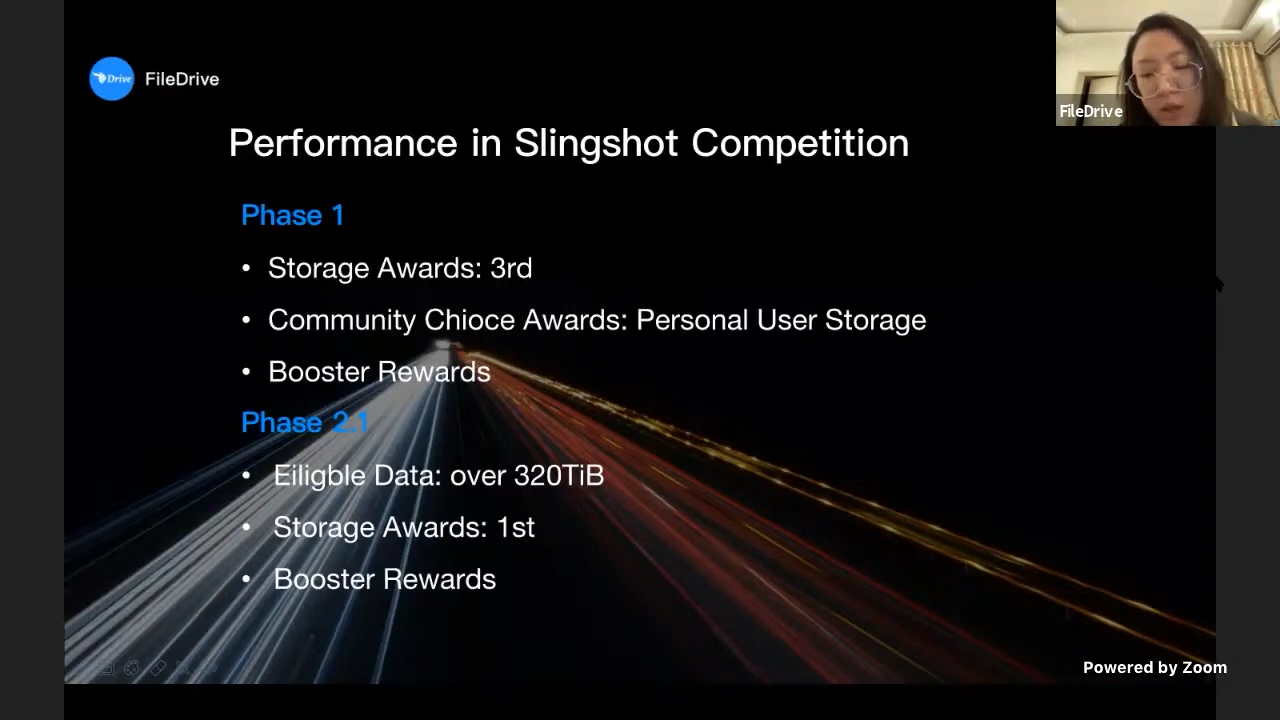 Drive
FileDrive
FileDrive
Performance in Slingshot Competition
Phase 1
• Storage Awards: 3rd
• Community Chioce Awards: Personal User Storage
• Booster Rewards
Phase 2.1
• Eiligble Data: over 320TiB
• Storage Awards: 1st
• Booster Rewards
Powered by Zoom